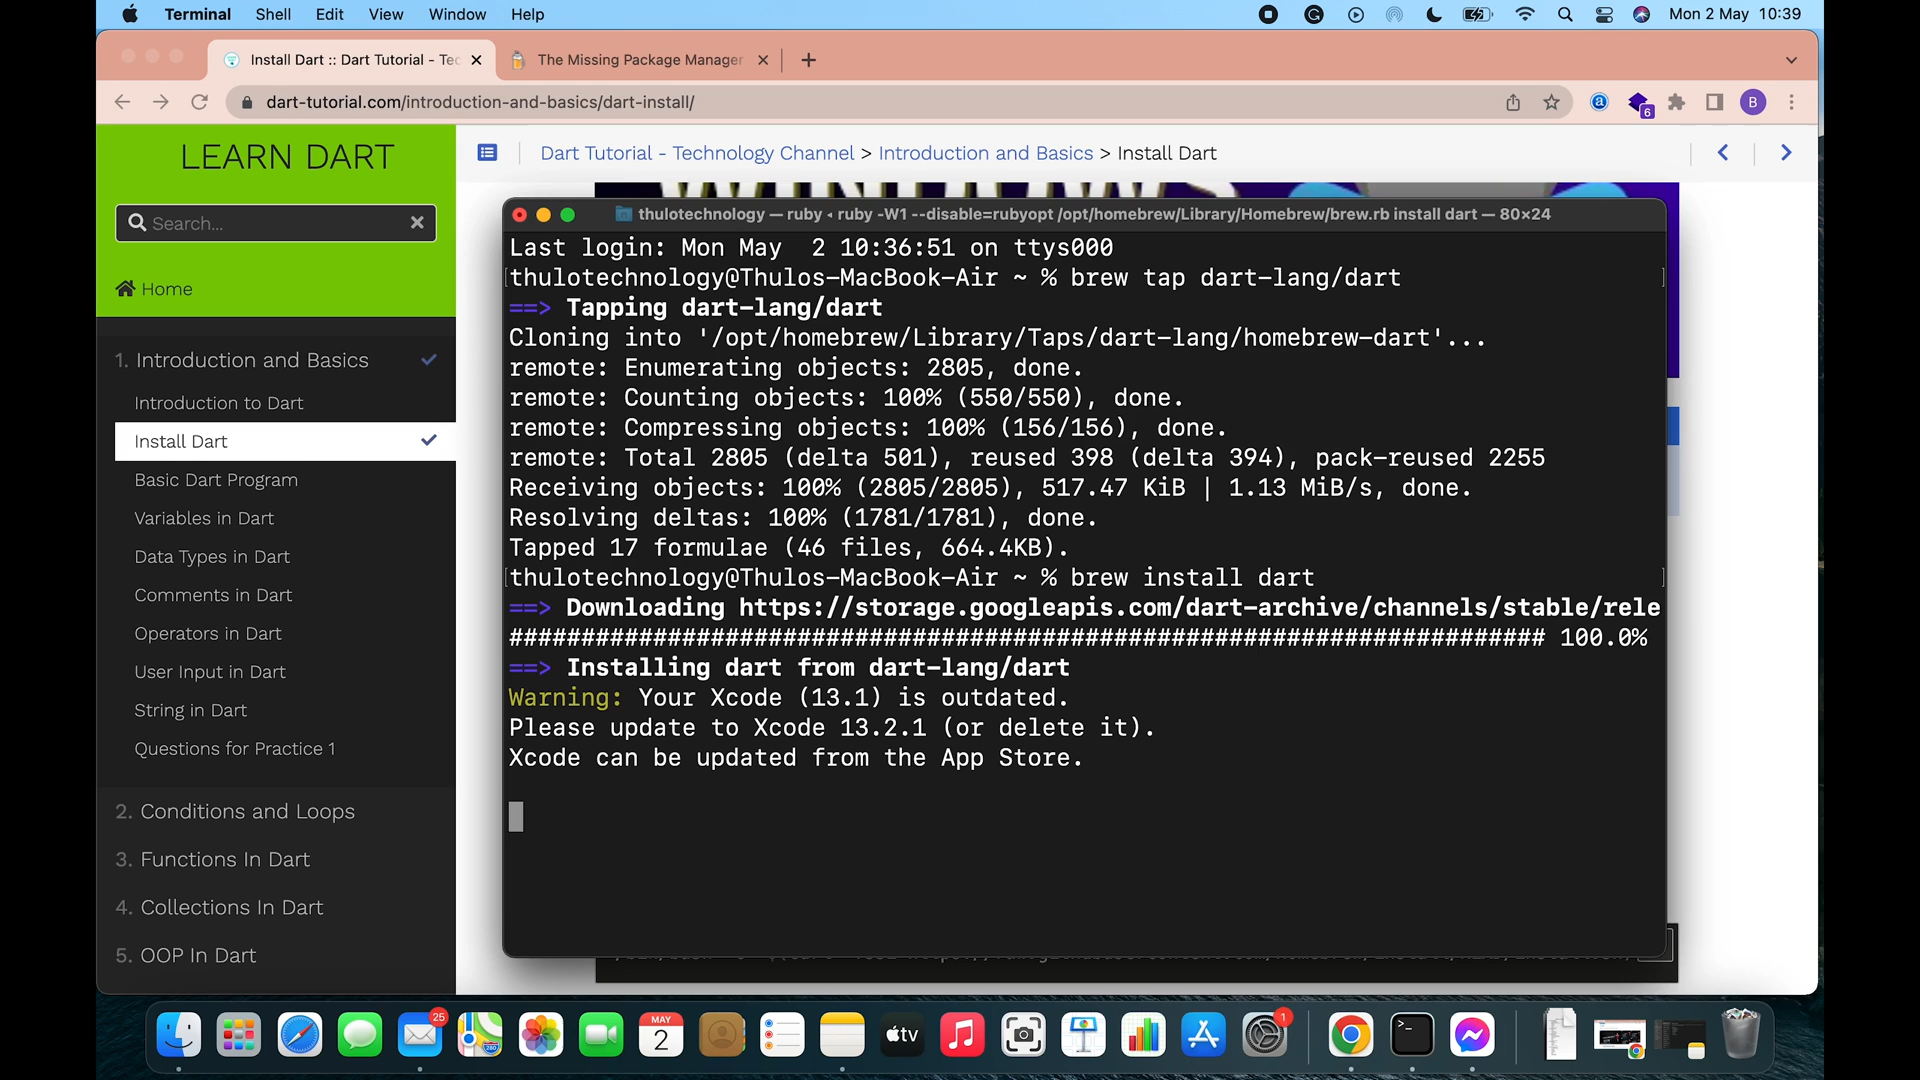 Terminal Shell Edit View Window Help Mon 2 May 10:39
Install Dart :: Dart Tutorial - Tec
The Missing Package Manager
dart-tutorial.com/introduction-and-basics/dart-install/
6
B
LEARN DART
Search...
Home
1. Introduction and Basics
Introduction to Dart
Install Dart
Basic Dart Program
Variables in Dart
Data Types in Dart
Comments in Dart
Operators in Dart
User Input in Dart
String in Dart
Questions for Practice 1
2. Conditions and Loops
3. Functions In Dart
4. Collections In Dart
5. OOP In Dart
Dart Tutorial - Technology Channel > Introduction and Basics > Install Dart
thulotechnology — ruby ◂ ruby -W1 --disable=rubyopt /opt/homebrew/Library/Homebrew/brew.rb install dart — 80×24
Last login: Mon May  2 10:36:51 on ttys000
[thulotechnology@Thulos-MacBook-Air ~ % brew tap dart-lang/dart ]
==> Tapping dart-lang/dart
Cloning into '/opt/homebrew/Library/Taps/dart-lang/homebrew-dart'...
remote: Enumerating objects: 2805, done.
remote: Counting objects: 100% (550/550), done.
remote: Compressing objects: 100% (156/156), done.
remote: Total 2805 (delta 501), reused 398 (delta 394), pack-reused 2255
Receiving objects: 100% (2805/2805), 517.47 KiB | 1.13 MiB/s, done.
Resolving deltas: 100% (1781/1781), done.
Tapped 17 formulae (46 files, 664.4KB).
[thulotechnology@Thulos-MacBook-Air ~ % brew install dart ]
==> Downloading https://storage.googleapis.com/dart-archive/channels/stable/rele
######################################################################## 100.0%
==> Installing dart from dart-lang/dart
Warning: Your Xcode (13.1) is outdated.
Please update to Xcode 13.2.1 (or delete it).
Xcode can be updated from the App Store.
25
MAY
2
tv
1